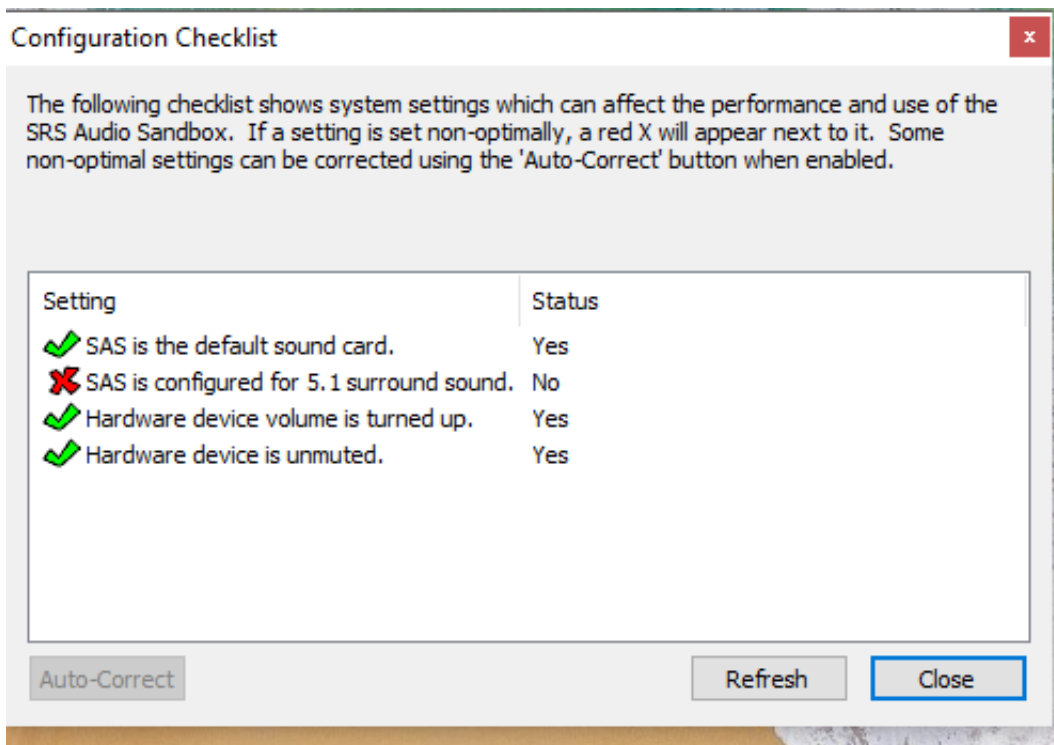 Configuration Checklist
x
The following checklist shows system settings which can affect the performance and use of the
SRS Audio Sandbox.  If a setting is set non-optimally, a red X will appear next to it.  Some
non-optimal settings can be corrected using the 'Auto-Correct' button when enabled.
Setting Status
SAS is the default sound card. Yes
SAS is configured for 5.1 surround sound. No
Hardware device volume is turned up. Yes
Hardware device is unmuted. Yes
Auto-Correct Refresh Close